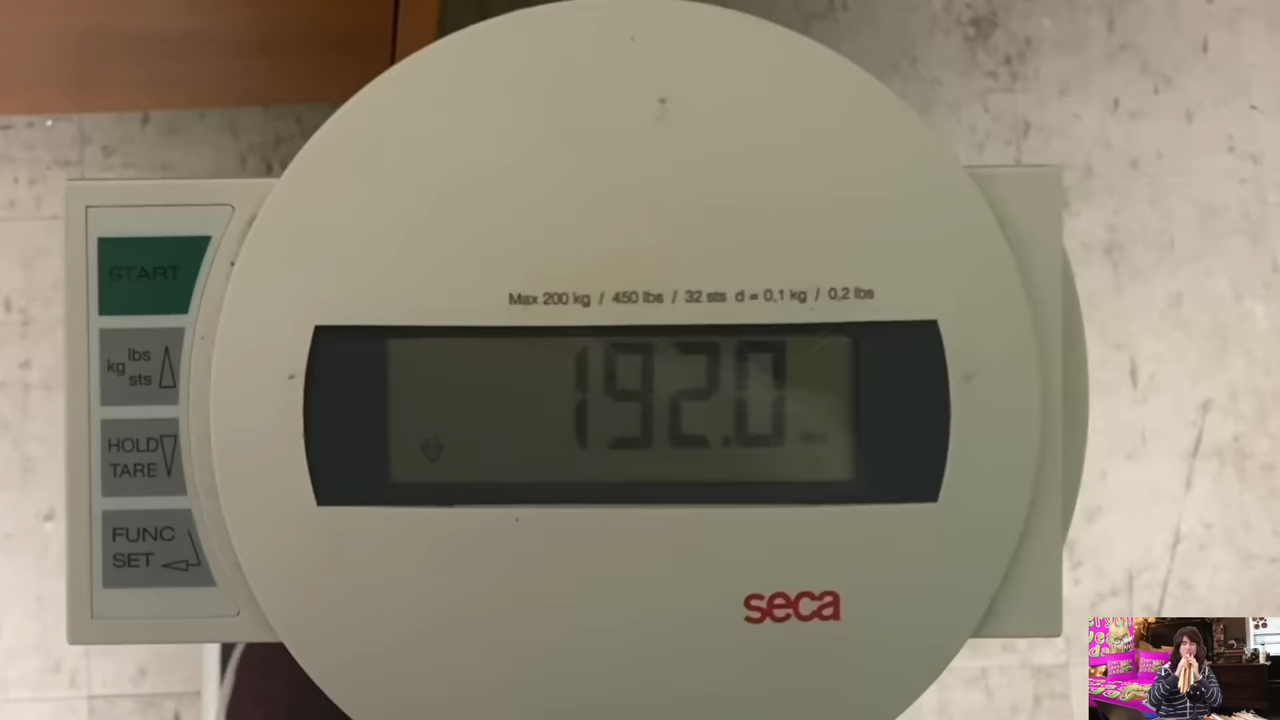 START
Max 200 kg / 450 lbs / 32 sts d = 0,1 kg / 0,2 lbs
kg lbs
sts
192.0
HOLD
TARE
FUNC
SET
seca